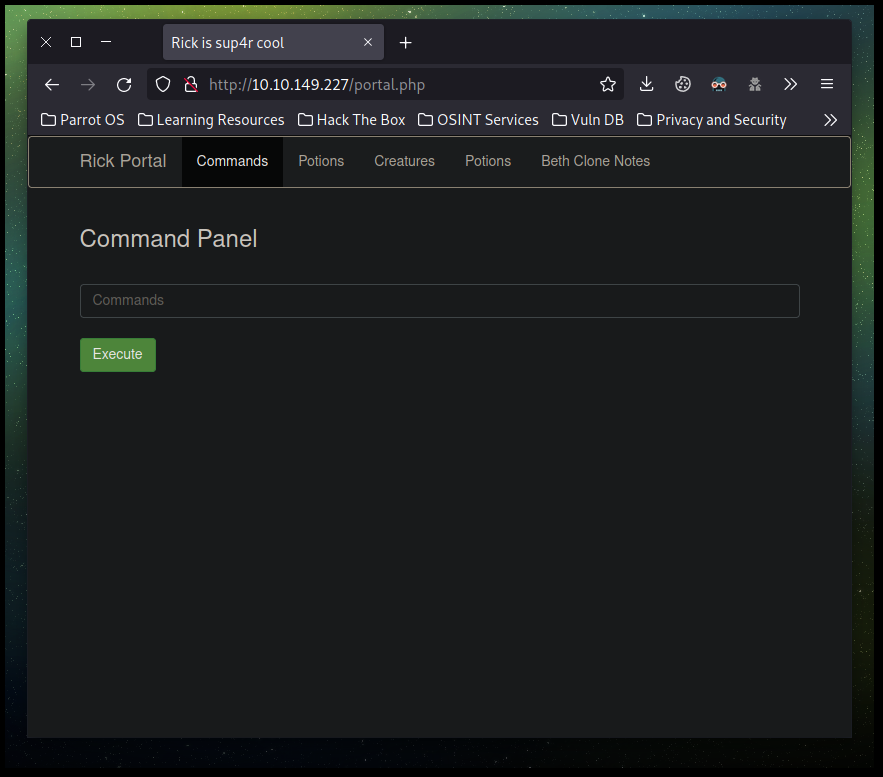 Rick is sup4r cool
http://10.10.149.227/portal.php
Parrot OS Learning Resources Hack The Box OSINT Services Vuln DB Privacy and Security
Rick Portal Commands Potions Creatures Potions Beth Clone Notes
Command Panel
Commands
Execute